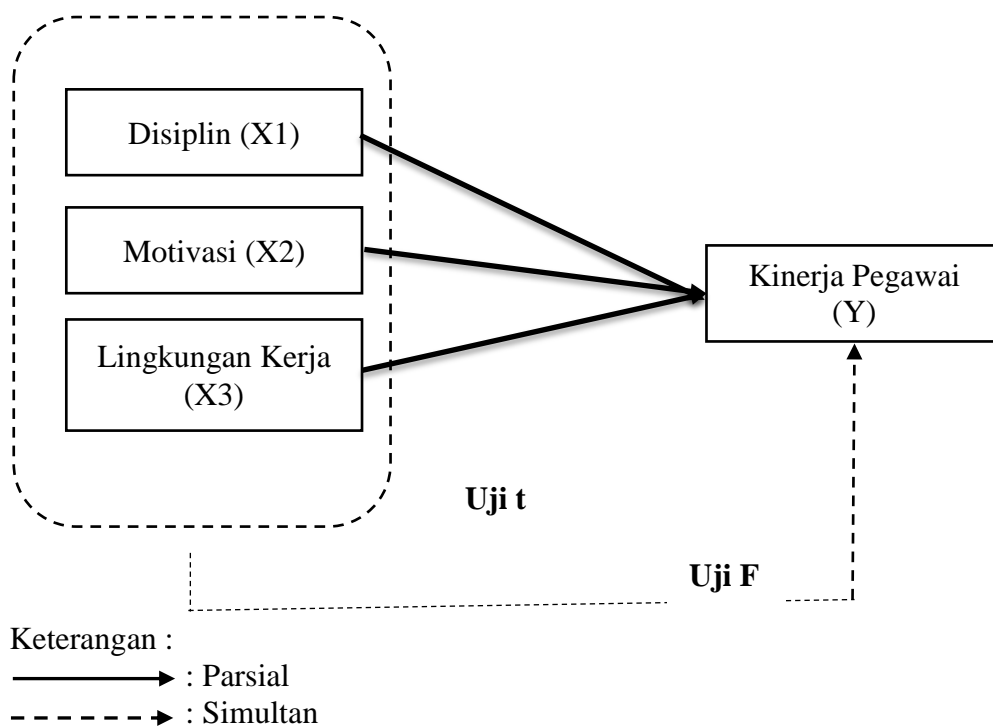 Disiplin (X1)
Motivasi (X2)
Lingkungan Kerja
(X3)
Kinerja Pegawai
(Y)
Uji t
Uji F
Keterangan :
: Parsial
: Simultan